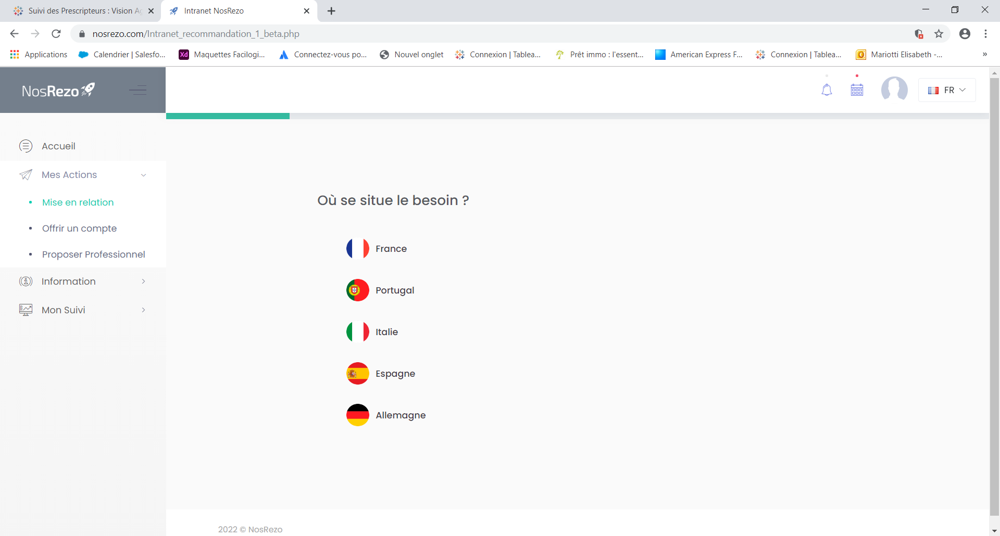 Suivi des Prescripteurs : Vision Ag
Intranet NosRezo
nosrezo.com/Intranet_recommandation_1_beta.php
Applications
Calendrier | Salesfo...
Xd
Maquettes Facilogi...
Connectez-vous po...
Nouvel onglet
Connexion | Tablea...
Prêt immo : l'essent...
American Express F...
Connexion | Tablea...
Mariotti Elisabeth -...
»
NosRezo
FR
Accueil
Mes Actions
Mise en relation
Offrir un compte
Proposer Professionnel
Information
Mon Suivi
Où se situe le besoin ?
France
Portugal
Italie
Espagne
Allemagne
2022 © NosRezo